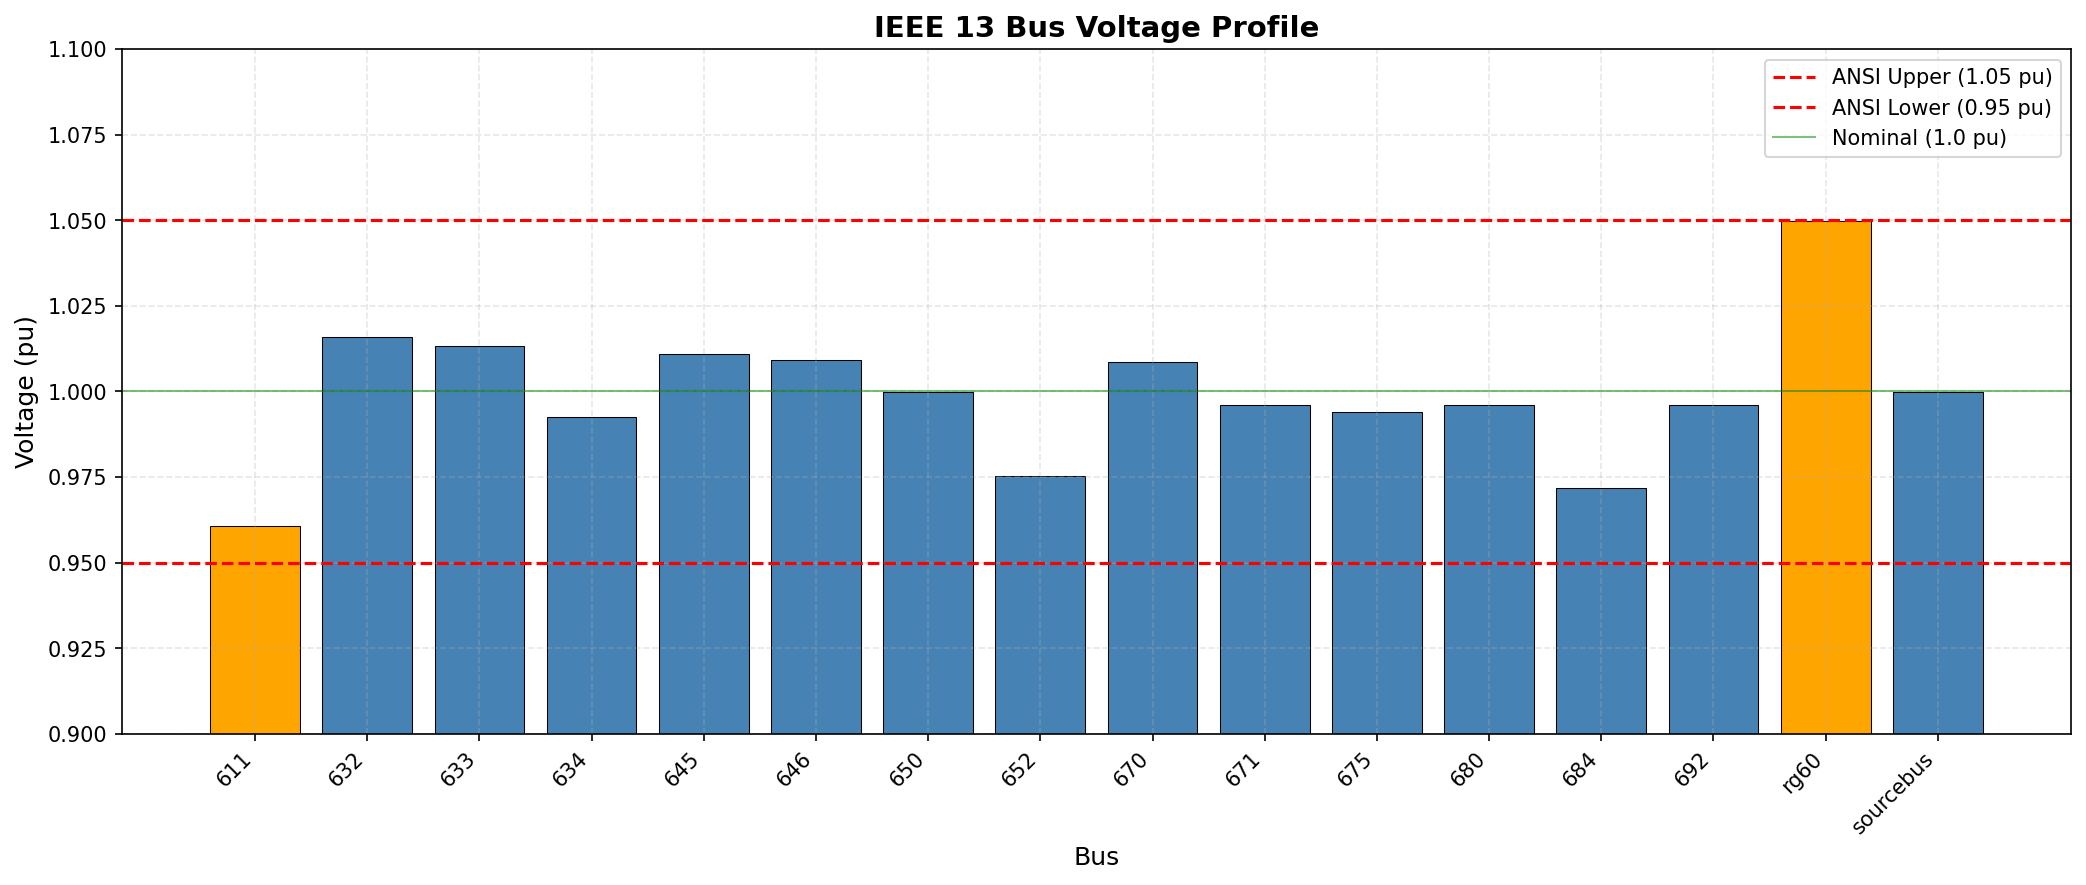 IEEE 13 Bus Voltage Profile
1.100
1.075
1.050
1.025
1.000
0.975
0.950
0.925
0.900
Voltage (pu)
ANSI Upper (1.05 pu)
ANSI Lower (0.95 pu)
Nominal (1.0 pu)
611
632
633
634
645
646
650
652
670
671
675
680
684
692
rg60
sourcebus
Bus